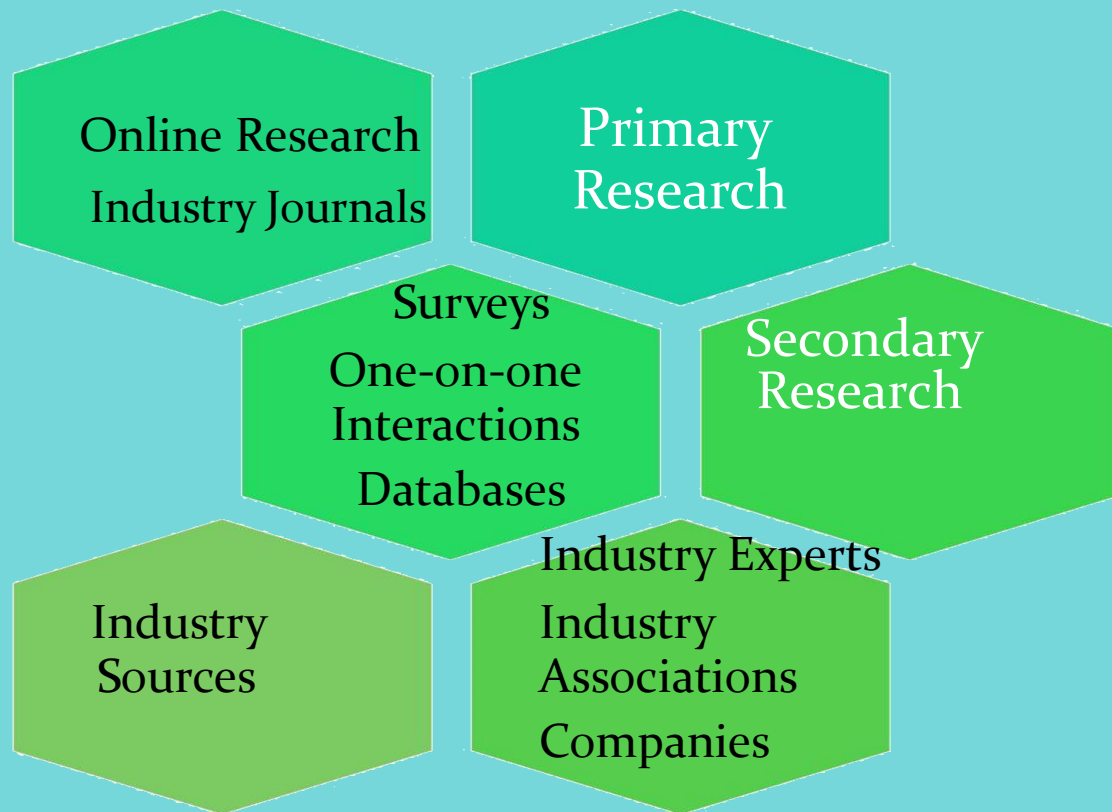 Online Research
Industry Journals
Primary
Research
Surveys
One-on-one
Interactions
Databases
Secondary
Research
Industry
Sources
Industry Experts
Industry
Associations
Companies